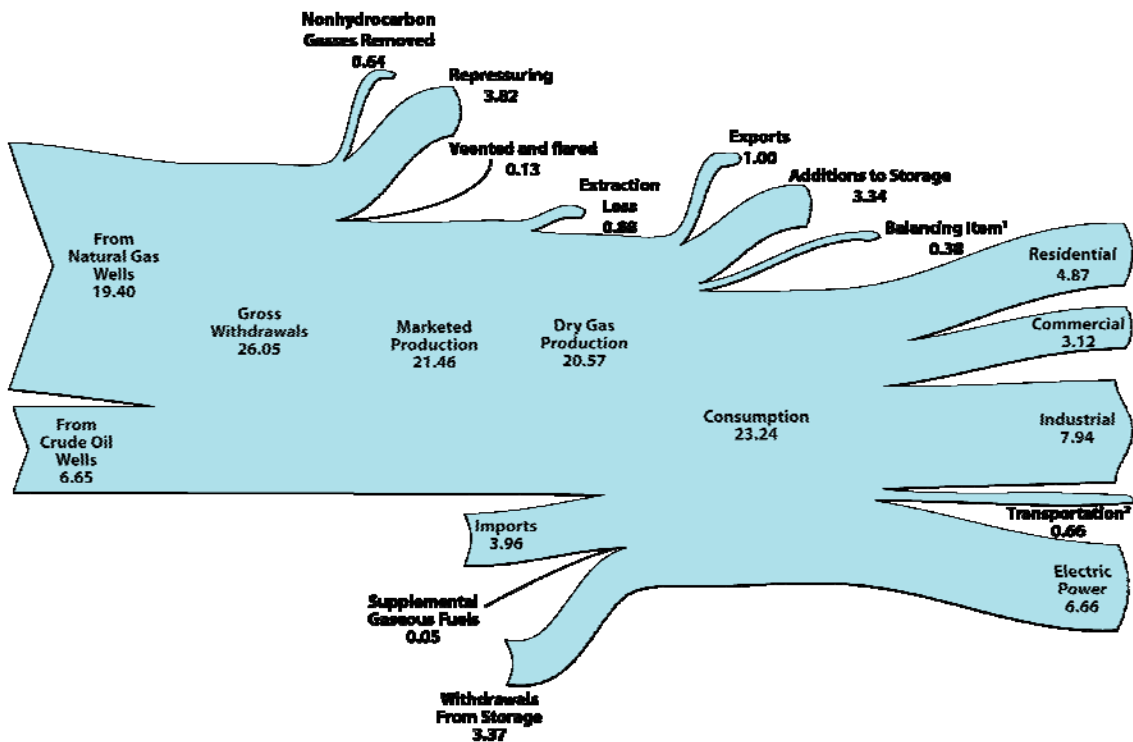 Nonhydrocarbon
Gasses Removed
0.64
Repressuring
3.82
Veented and flared
0.13
Extraction
Loss
0.88
Exports
1.00
Additions to Storage
3.34
Balancing Item¹
0.38
From
Natural Gas
Wells
19.40
Gross
Withdrawals
26.05
Marketed
Production
21.46
Dry Gas
Production
20.57
Residential
4.87
Commercial
3.12
Consumption
23.24
Industrial
7.94
From
Crude Oil
Wells
6.65
Transportation²
0.66
Imports
3.96
Electric
Power
6.66
Supplemental
Gaseous Fuels
0.05
Withdrawals
From Storage
3.37